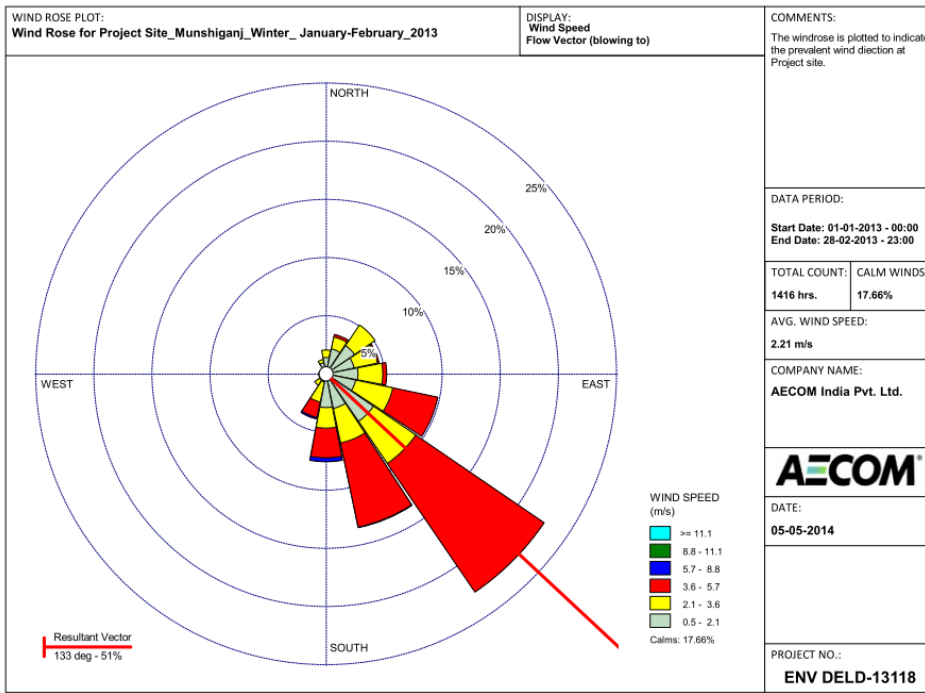 WIND ROSE PLOT:
Wind Rose for Project Site_Munshiganj_Winter_ January-February_2013
DISPLAY:
Wind Speed
Flow Vector (blowing to)
COMMENTS:
The windrose is plotted to indicate
the prevalent wind diection at
Project site.
NORTH
25%
20%
15%
10%
5%
WEST
EAST
SOUTH
WIND SPEED
(m/s)
>= 11.1
8.8 - 11.1
5.7 - 8.8
3.6 - 5.7
2.1 - 3.6
0.5 - 2.1
Calms: 17.66%
Resultant Vector
133 deg - 51%
DATA PERIOD:
Start Date: 01-01-2013 - 00:00
End Date: 28-02-2013 - 23:00
TOTAL COUNT:
1416 hrs.
CALM WINDS
17.66%
AVG. WIND SPEED:
2.21 m/s
COMPANY NAME:
AECOM India Pvt. Ltd.
AECOM
DATE:
05-05-2014
PROJECT NO.:
ENV DELD-13118